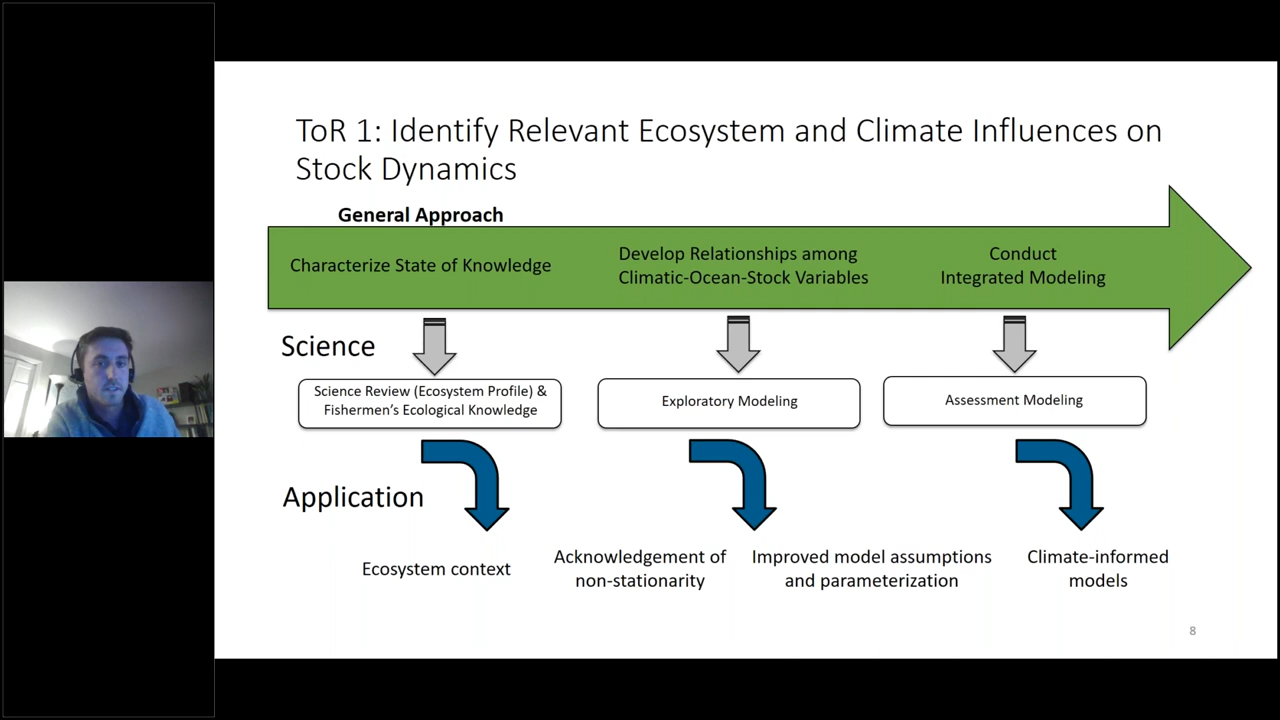 ToR 1: Identify Relevant Ecosystem and Climate Influences on
Stock Dynamics
General Approach
Characterize State of Knowledge
Develop Relationships among
Climatic-Ocean-Stock Variables
Conduct
Integrated Modeling
Science
Science Review (Ecosystem Profile) &
Fishermen's Ecological Knowledge
Exploratory Modeling
Assessment Modeling
Application
Ecosystem context
Acknowledgement of
non-stationarity
Improved model assumptions
and parameterization
Climate-informed
models
8